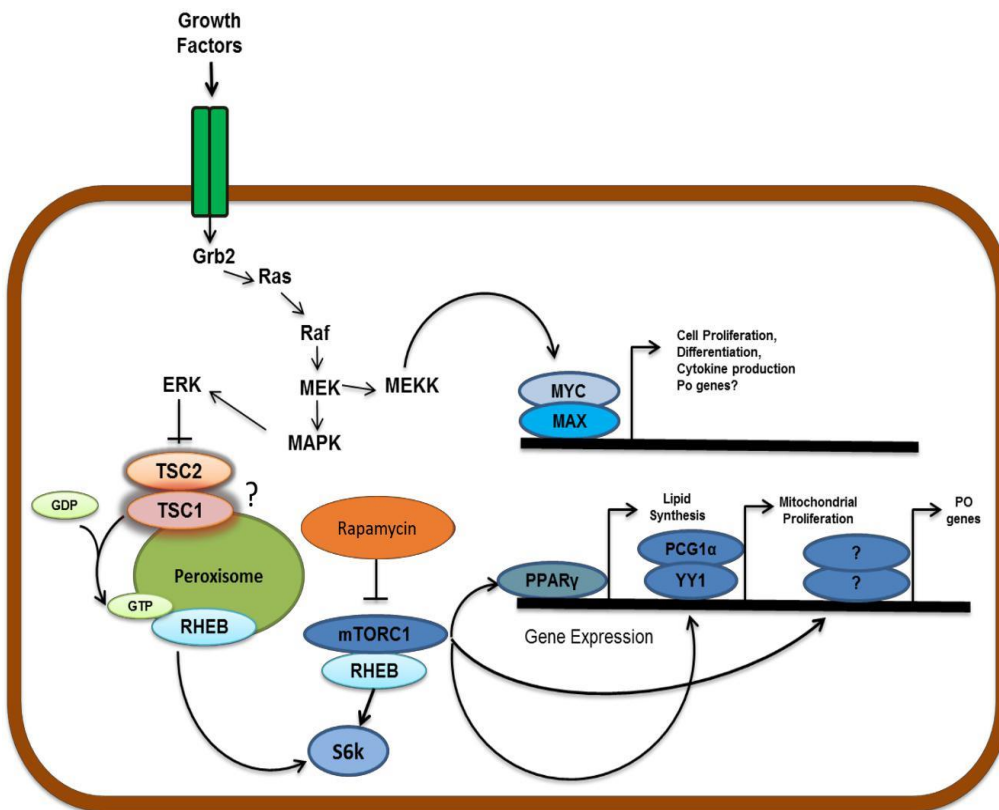 Growth
Factors
Grb2
Ras
Raf
MEK
MEKK
MAPK
ERK
TSC2
TSC1
?
GDP
GTP
Peroxisome
RHEB
Rapamycin
mTORC1
RHEB
S6k
MYC
MAX
Cell Proliferation,
Differentiation,
Cytokine production
Po genes?
Lipid
Synthesis
Mitochondrial
Proliferation
PO
genes
PPARγ
PCG1α
YY1
?
?
Gene Expression